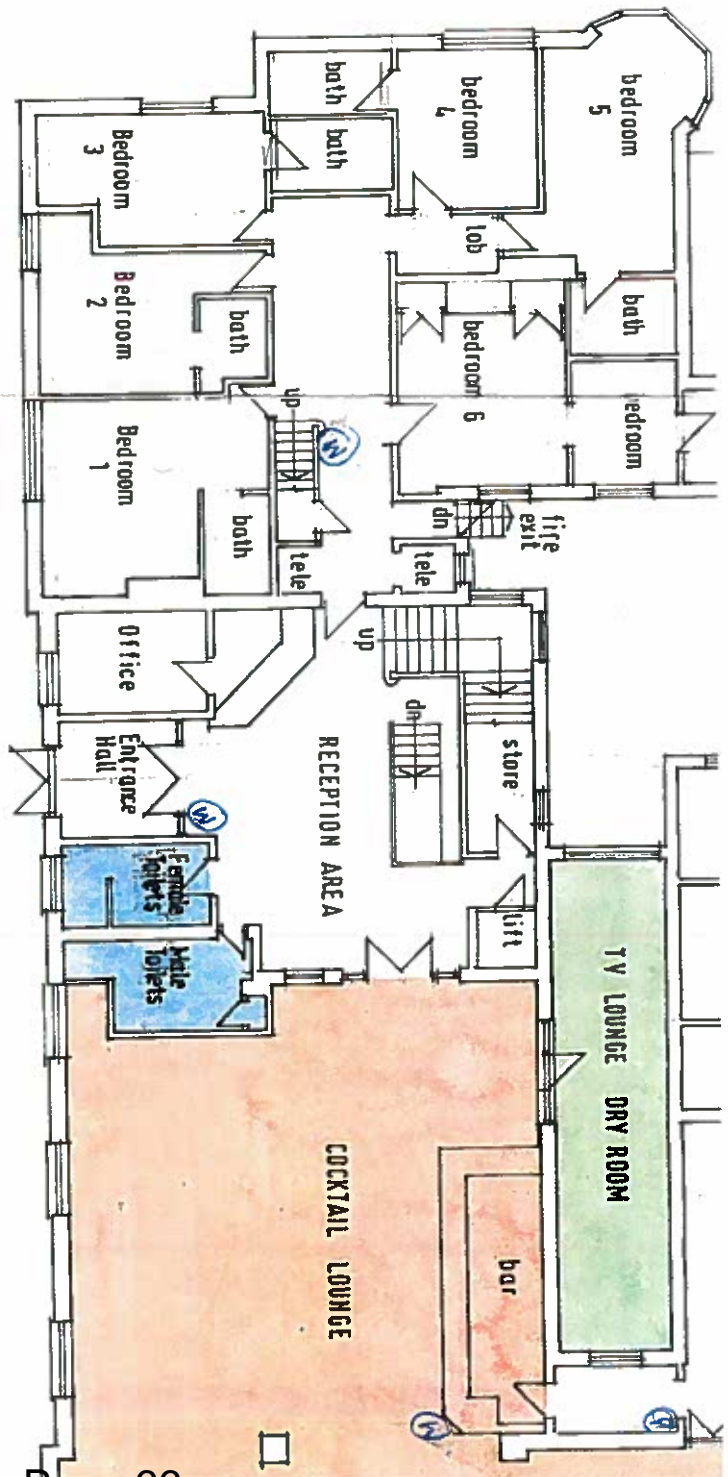 bath
bath
bedroom
4
bedroom
5
Bedroom
3
lob
Bedroom
2
bath
bath
bedroom 6
bedroom
up
M
Bedroom
1
bath
fire
exit
dn
tele
tele
Office
up
dn
store
Entrance
Hall
M
RECEPTION AREA
Female
Toilets
Male
Toilets
lift
TV LOUNGE DRY ROOM
COCKTAIL LOUNGE
bar
M